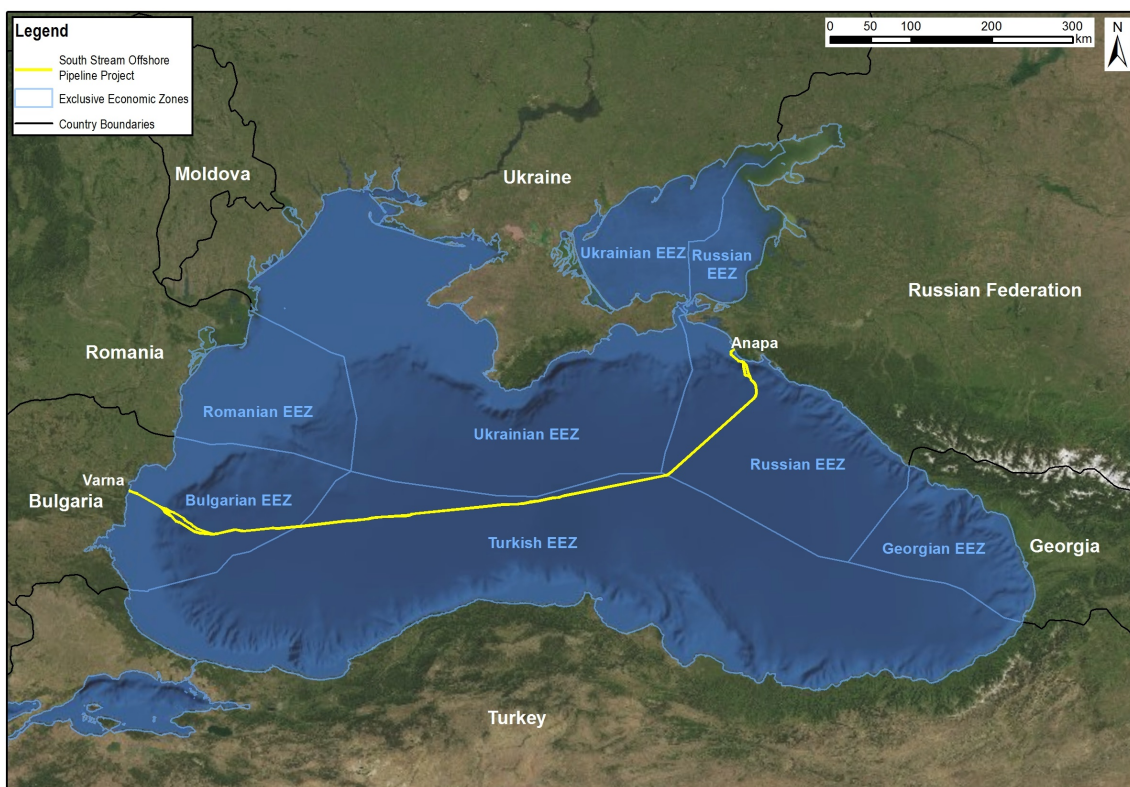 Legend
South Stream Offshore
Pipeline Project
Exclusive Economic Zones
Country Boundaries
0 50 100 200 300
km
N
Moldova
Ukraine
Ukrainian EEZ
Russian
EEZ
Russian Federation
Romania
Anapa
Romanian EEZ
Ukrainian EEZ
Russian EEZ
Varna
Bulgaria
Bulgarian EEZ
Turkish EEZ
Georgian EEZ
Georgia
Turkey